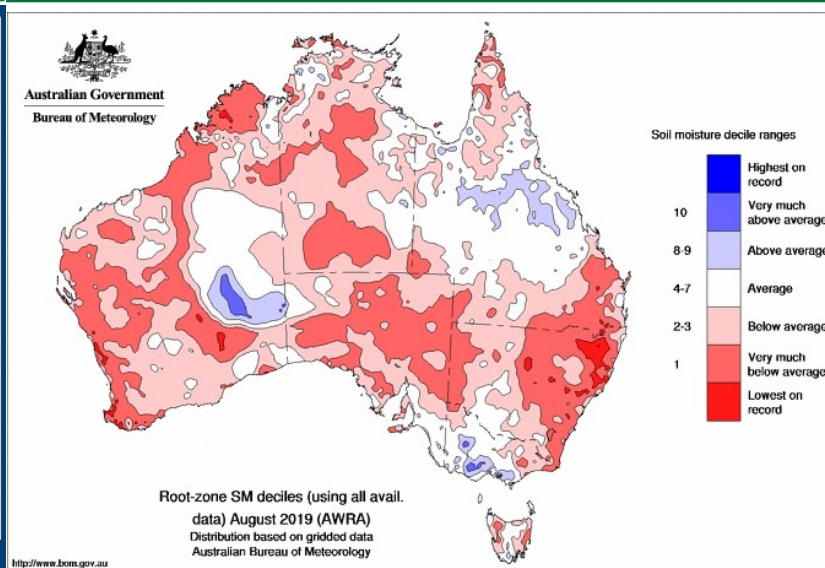 Australian Government
Bureau of Meteorology
Soil moisture decile ranges
Highest on
record
10
Very much
above average
8-9
Above average
4-7
Average
2-3
Below average
1
Very much
below average
Lowest on
record
Root-zone SM deciles (using all avail.
data) August 2019 (AWRA)
Distribution based on gridded data
Australian Bureau of Meteorology
http://www.bom.gov.au